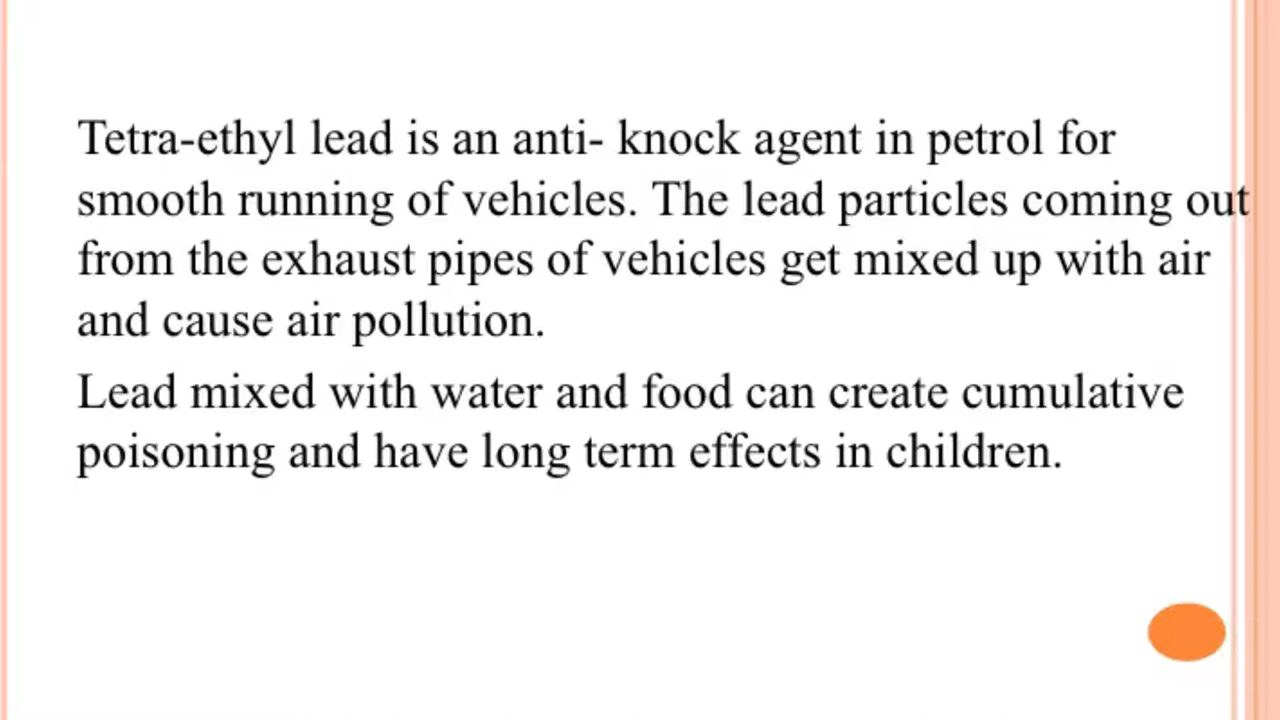 Tetra-ethyl lead is an anti- knock agent in petrol for
smooth running of vehicles. The lead particles coming out
from the exhaust pipes of vehicles get mixed up with air
and cause air pollution.
Lead mixed with water and food can create cumulative
poisoning and have long term effects in children.